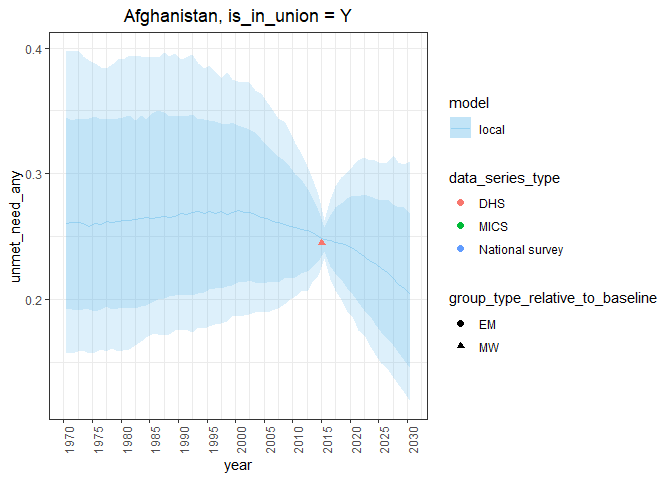 Afghanistan, is_in_union = Y
unmet_need_any
0.4
0.3
0.2
1970
1975
1980
1985
1990
1995
2000
2005
2010
2015
2020
2025
2030
year
model
local
data_series_type
DHS
MICS
National survey
group_type_relative_to_baseline
EM
MW